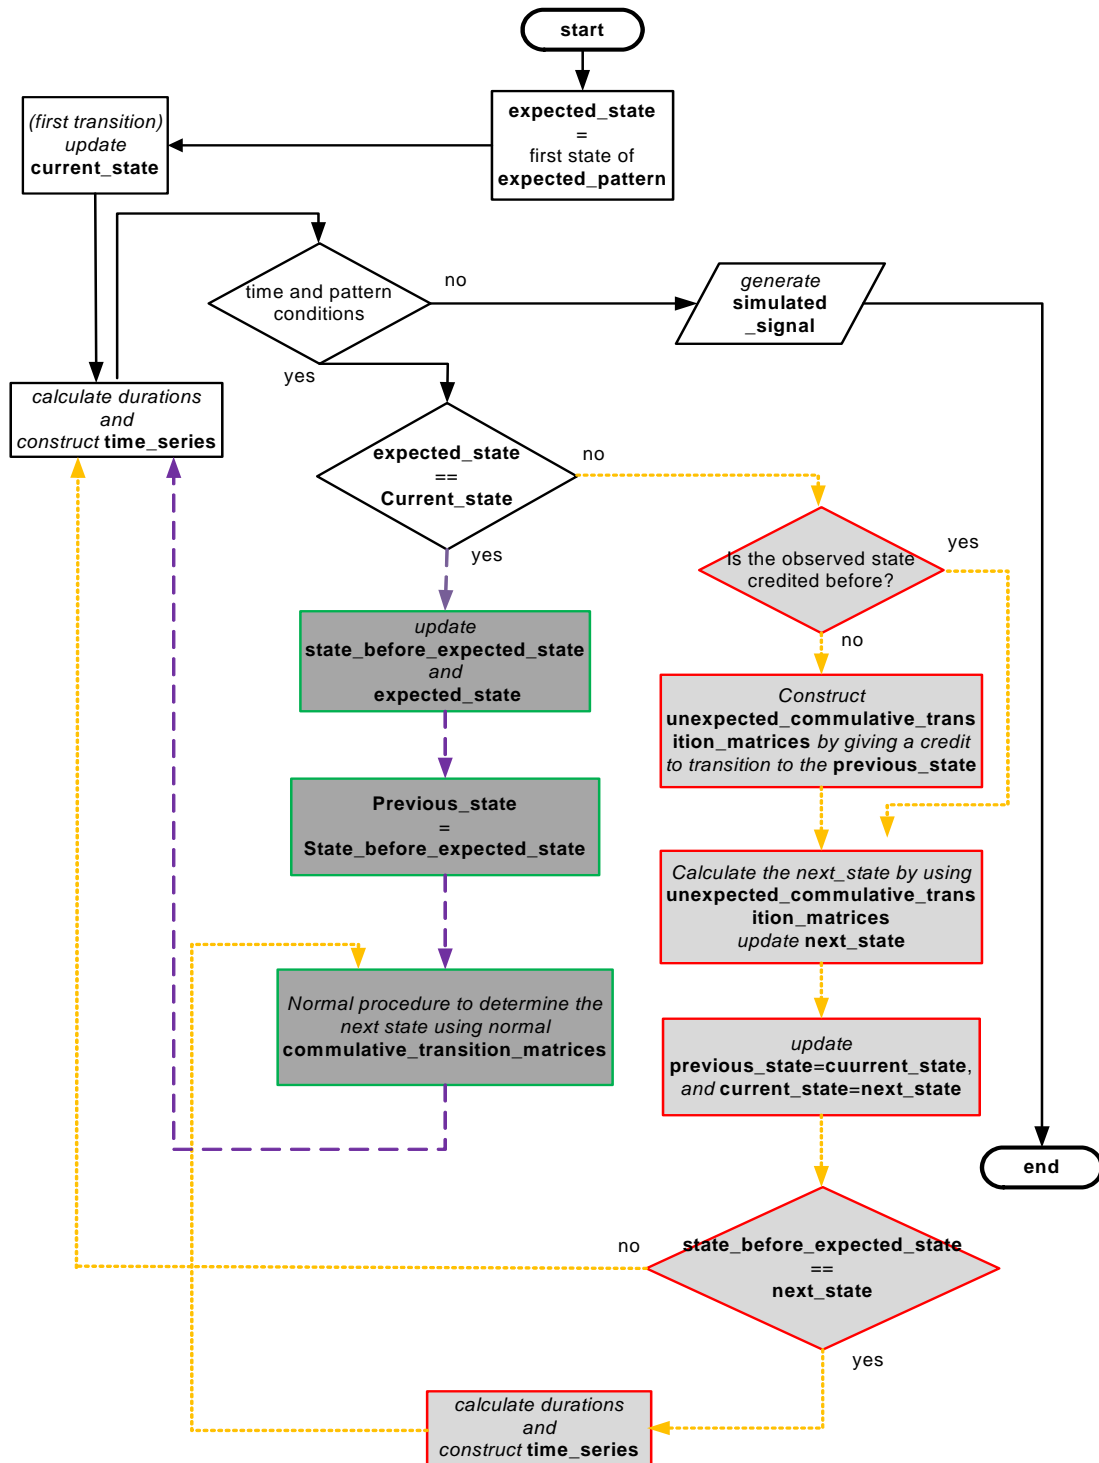 start
expected_state
=
first state of
expected_pattern
(first transition)
update
current_state
time and pattern
conditions
no
yes
generate
simulated
_signal
calculate durations
and
construct time_series
expected_state
==
Current_state
no
yes
Is the observed state
credited before?
yes
no
update
state_before_expected_state
and
expected_state
Construct
unexpected_commulative_trans
ition_matrices by giving a credit
to transition to the previous_state
Previous_state
=
State_before_expected_state
Calculate the next_state by using
unexpected_commulative_trans
ition_matrices
update next_state
Normal procedure to determine the
next state using normal
commulative_transition_matrices
update
previous_state=cuurrent_state,
and current_state=next_state
end
state_before_expected_state
==
next_state
no
yes
calculate durations
and
construct time_series